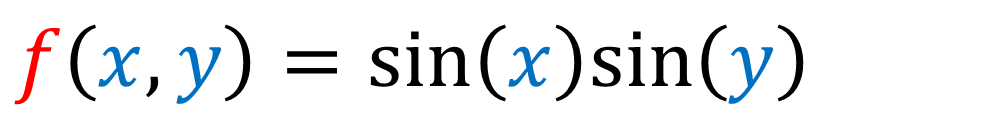 f(x, y) = sin(x)sin(y)